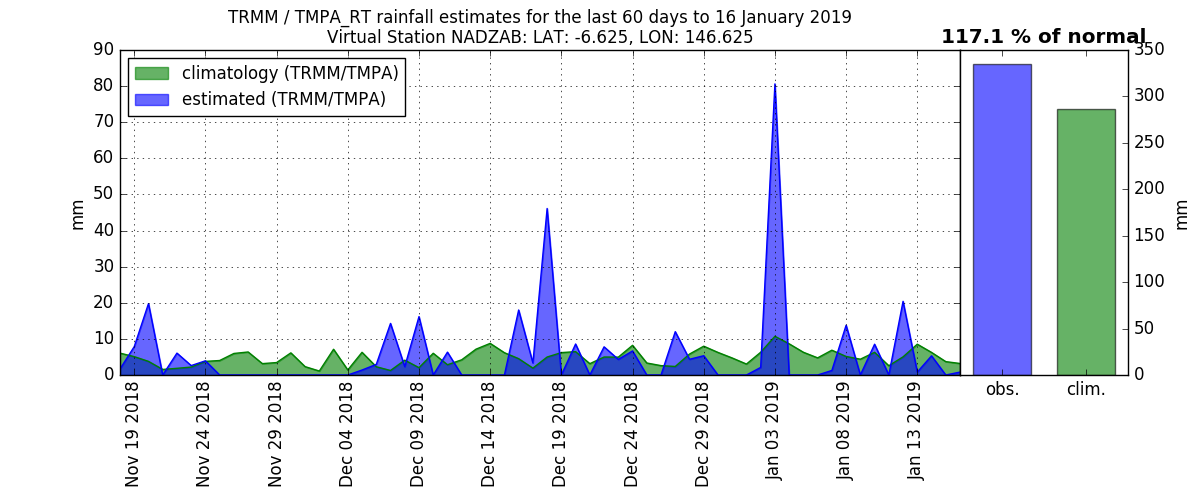 TRMM / TMPA_RT rainfall estimates for the last 60 days to 16 January 2019
Virtual Station NADZAB: LAT: -6.625, LON: 146.625
117.1 % of normal
climatology (TRMM/TMPA)
estimated (TRMM/TMPA)
mm
90
80
70
60
50
40
30
20
10
0
Nov 19 2018
Nov 24 2018
Nov 29 2018
Dec 04 2018
Dec 09 2018
Dec 14 2018
Dec 19 2018
Dec 24 2018
Dec 29 2018
Jan 03 2019
Jan 08 2019
Jan 13 2019
obs.
clim.
350
300
250
200
150
100
50
0
mm